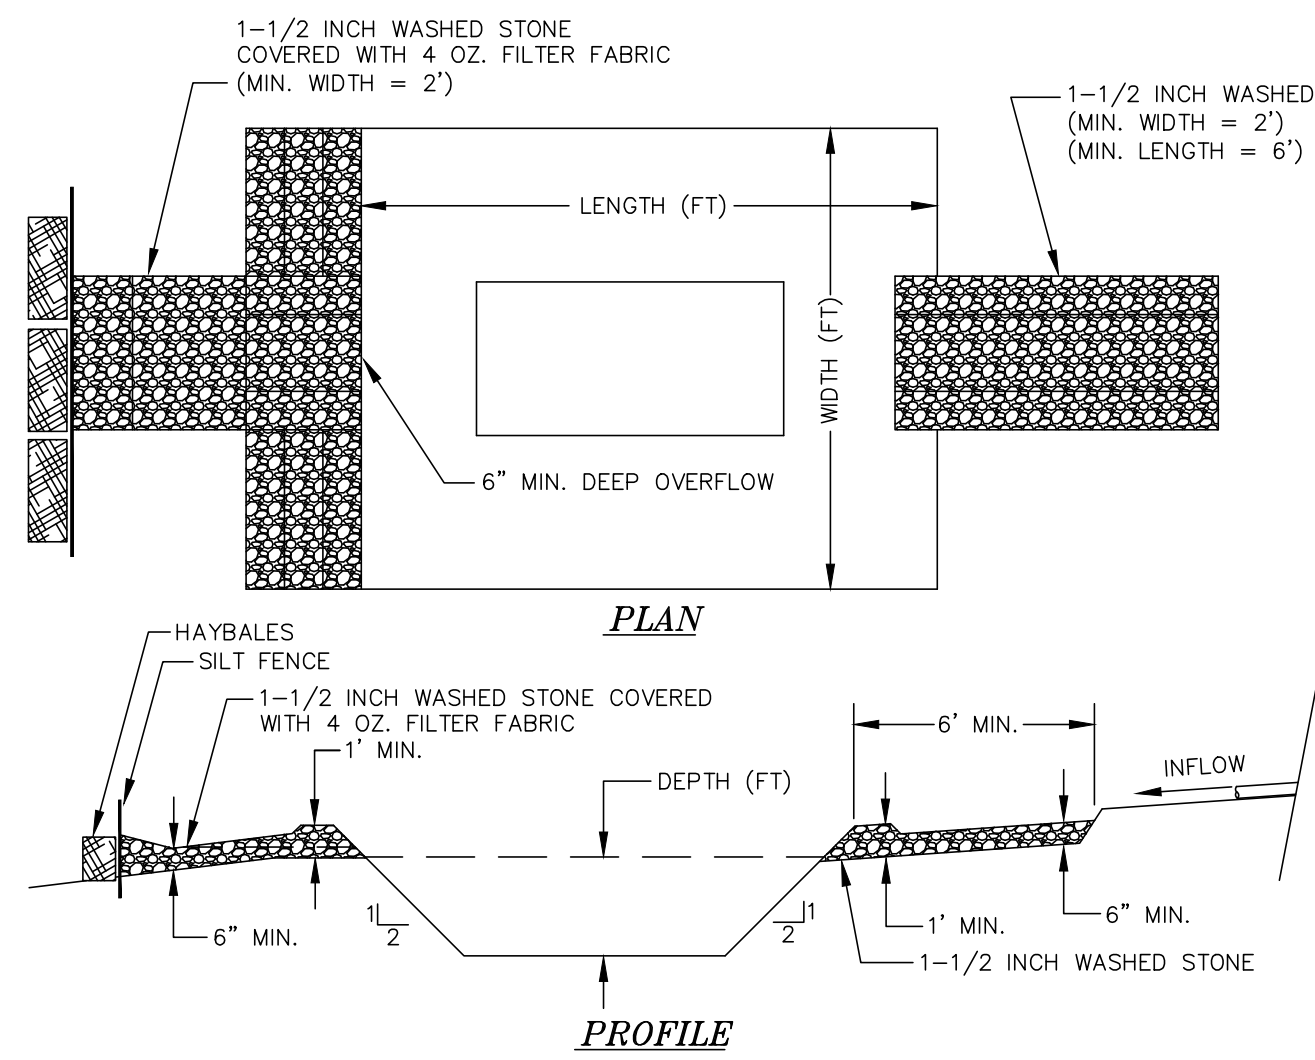 1-1/2 INCH WASHED STONE
COVERED WITH 4 OZ. FILTER FABRIC
(MIN. WIDTH = 2')
1-1/2 INCH WASHED
(MIN. WIDTH = 2')
(MIN. LENGTH = 6')
LENGTH (FT)
WIDTH (FT)
6" MIN. DEEP OVERFLOW
PLAN
HAYBALES
SILT FENCE
1-1/2 INCH WASHED STONE COVERED
WITH 4 OZ. FILTER FABRIC
1' MIN.
6' MIN.
DEPTH (FT)
INFLOW
1
2
1
2
6" MIN.
1' MIN.
6" MIN.
1-1/2 INCH WASHED STONE
PROFILE